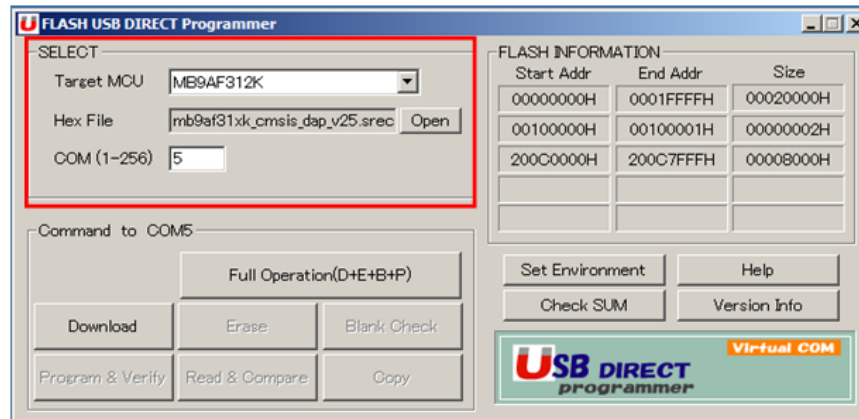 FLASH USB DIRECT Programmer
SELECT
Target MCU MB9AF312K
Hex File mb9af31xk_cmsis_dap_v25.srec Open
COM (1-256) 5
Command to COM5
Full Operation(D+E+B+P)
Download Erase Blank Check
Program & Verify Read & Compare Copy
FLASH INFORMATION
Start Addr End Addr Size
00000000H 0001FFFFH 00020000H
00100000H 00100001H 00000002H
200C0000H 200C7FFFH 00008000H
Set Environment Help
Check SUM Version Info
Virtual COM
USB DIRECT
programmer